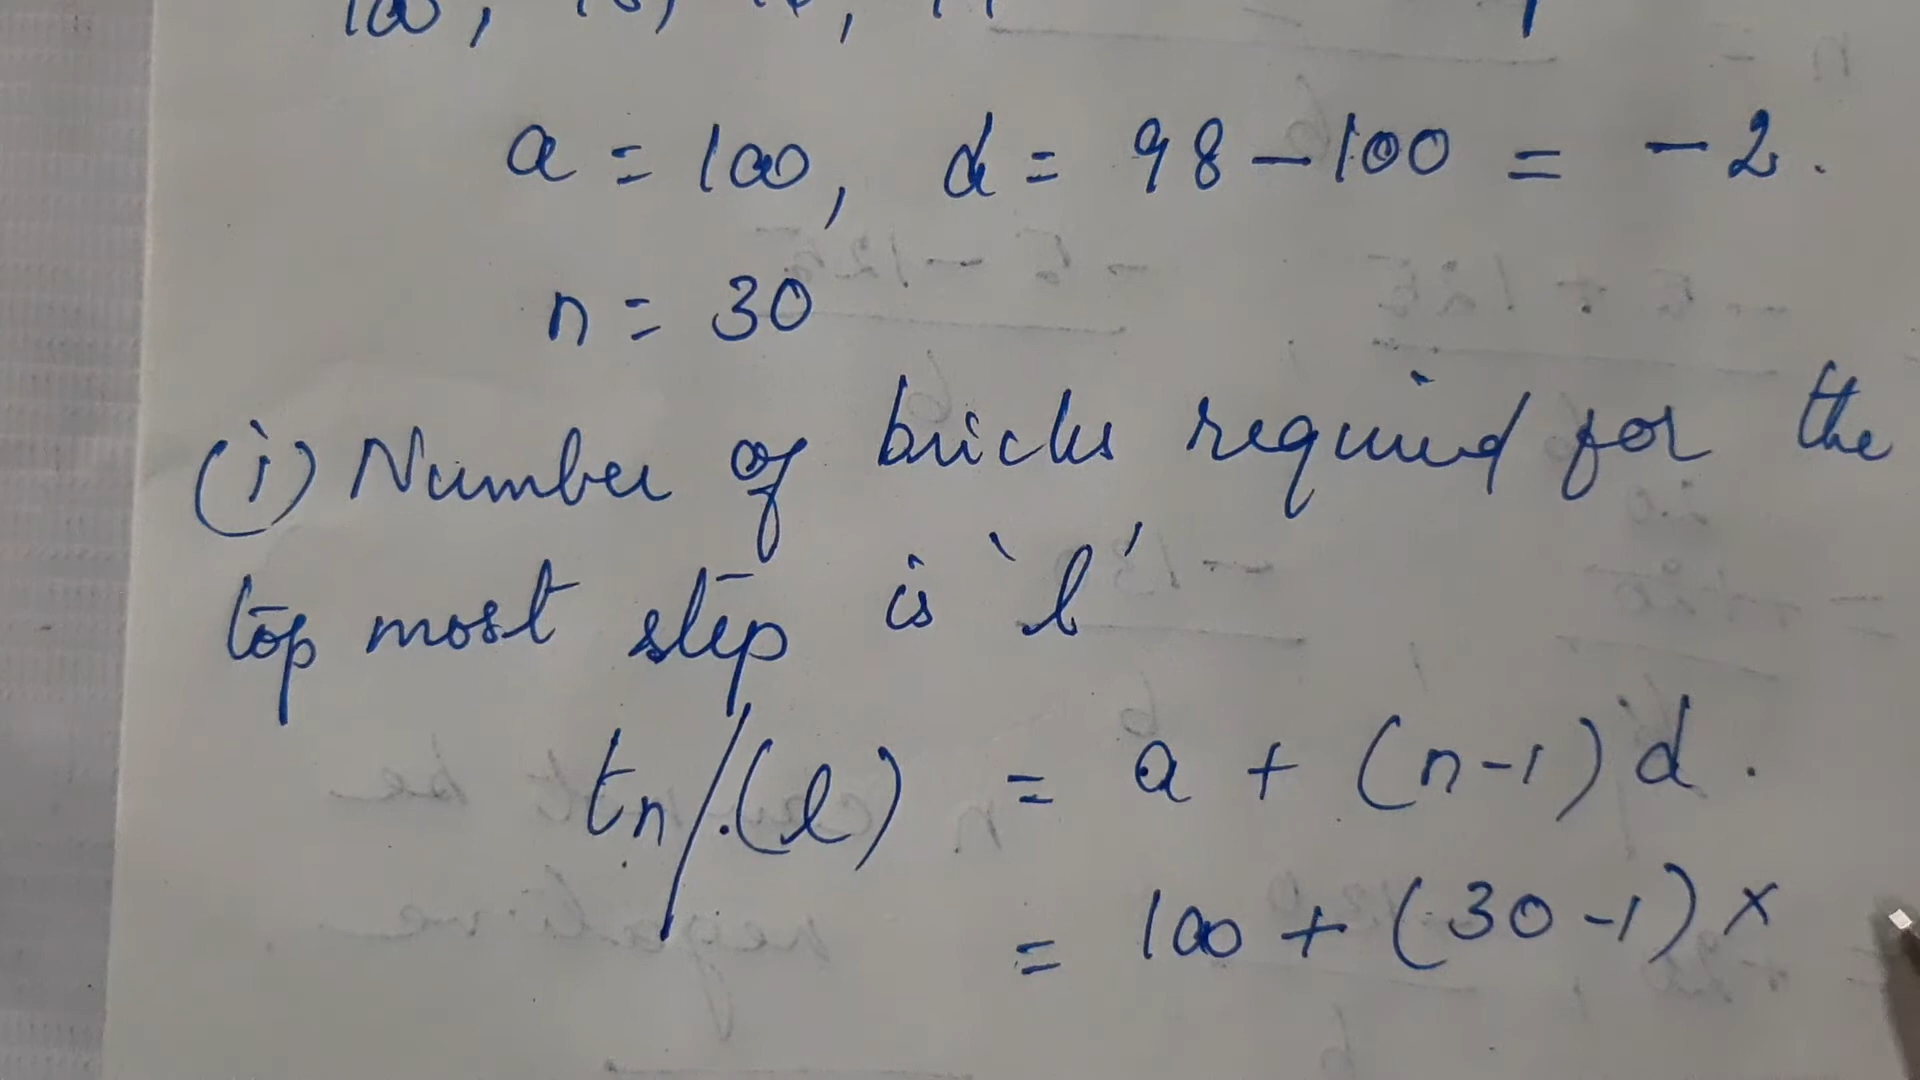 a = 100, d = 98 - 100 = -2.
n = 30
(i) Number of bricks required for the
top most step is 'l'
tn/(l) = a + (n-1)d.
= 100 + (30-1) x